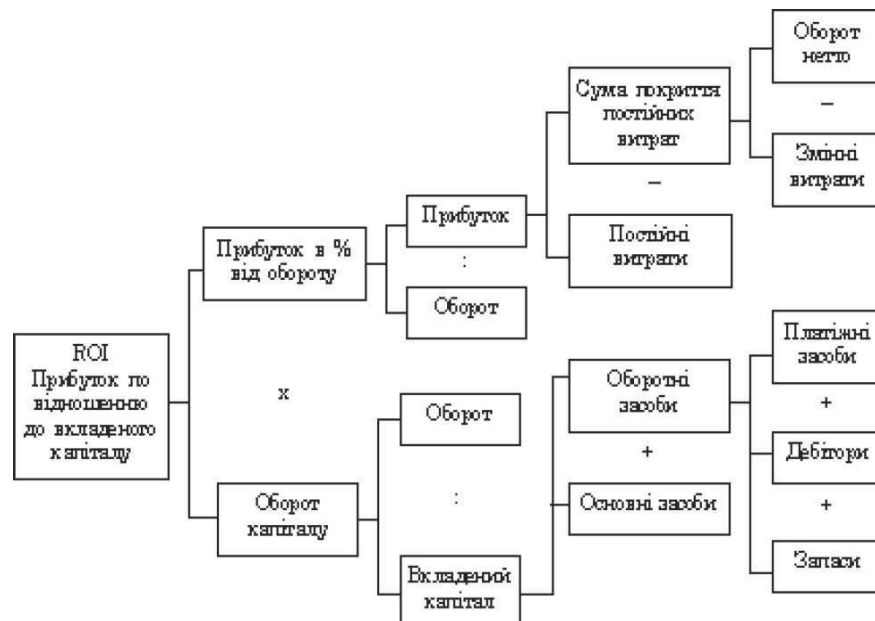 Оборот
нетто
–
Змінні
витрати
Сума покриття
постійних
витрат
–
Постійні
витрати
Прибуток
:
Оборот
Прибуток в %
від обороту
ROI
Прибуток по
відношенню
до вкладеного
капіталу
x
Оборот
капіталу
Оборот
:
Вкладений
капітал
Оборотні
засоби
+
Основні засоби
Платіжні
засоби
+
Дебітори
+
Запаси